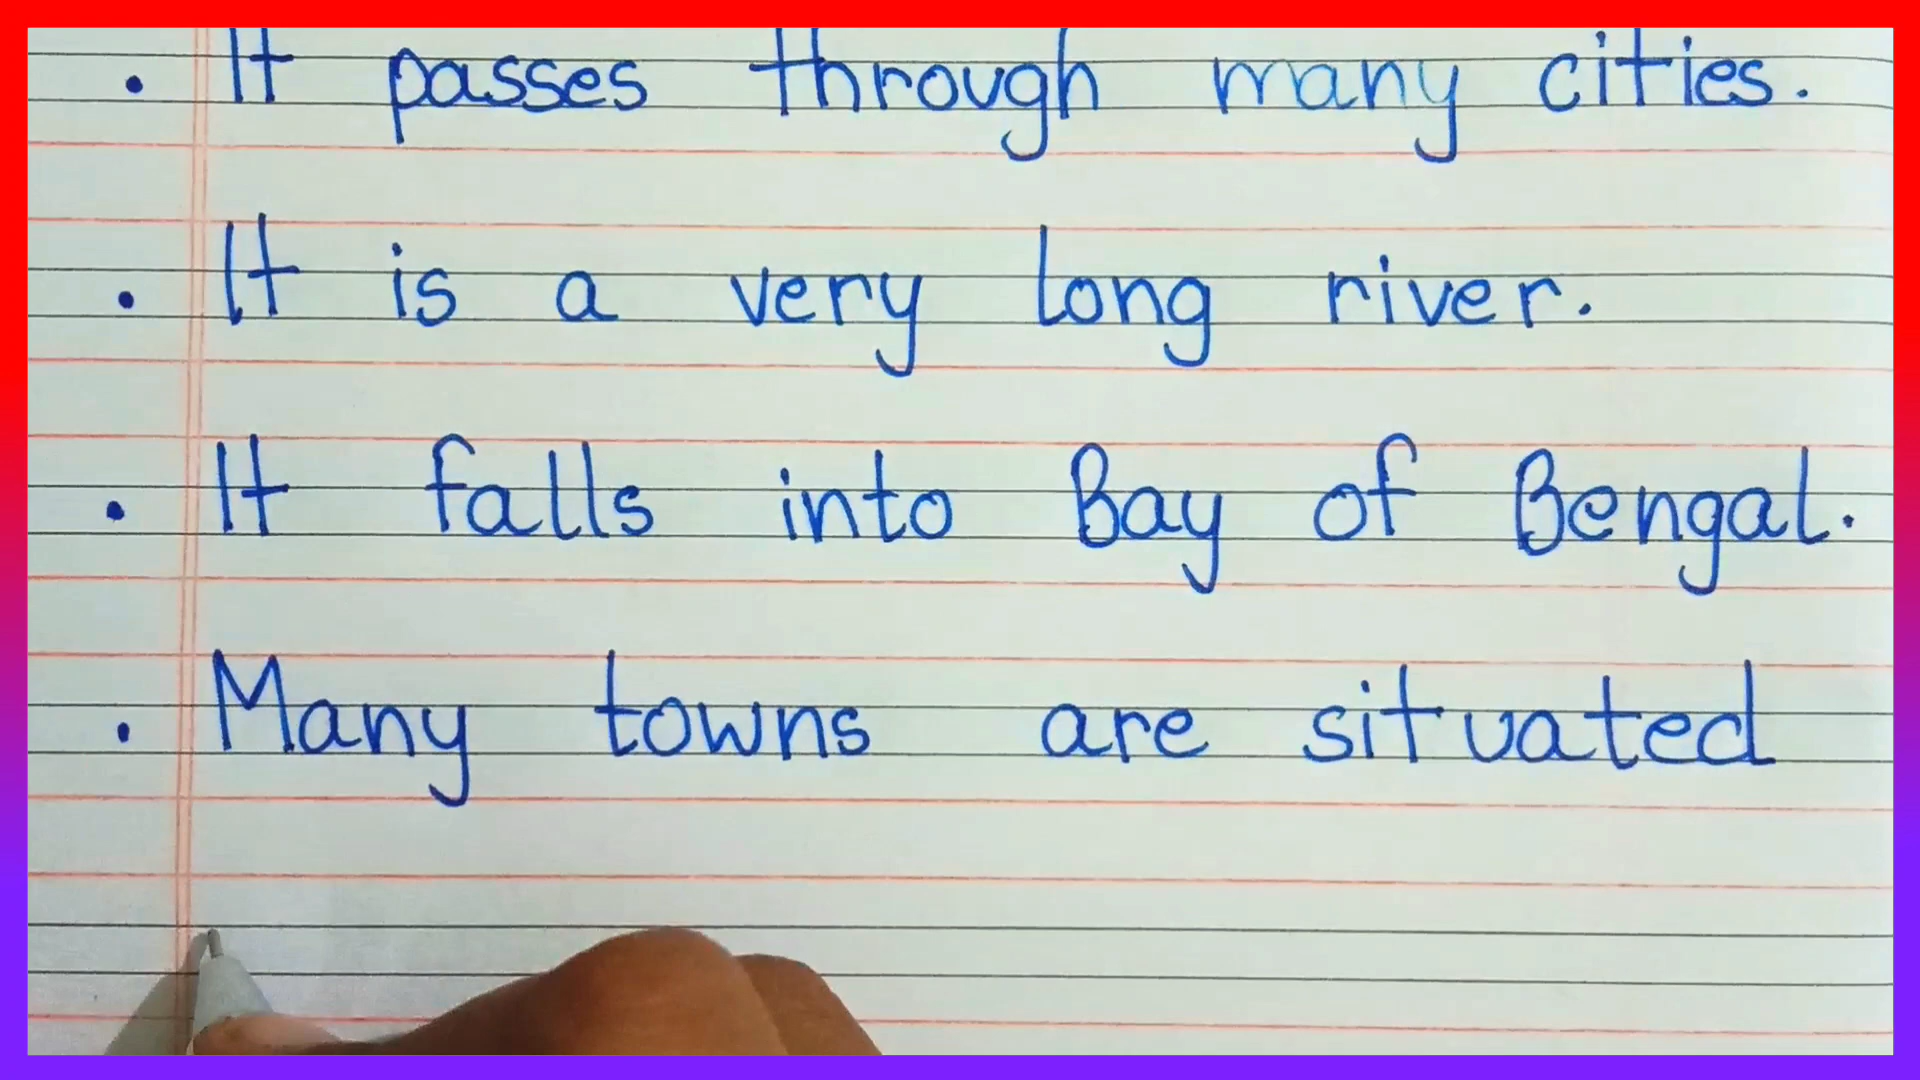 . It passes through many cities.
. It is a very long river.
. It falls into Bay of Bengal.
. Many towns are situated